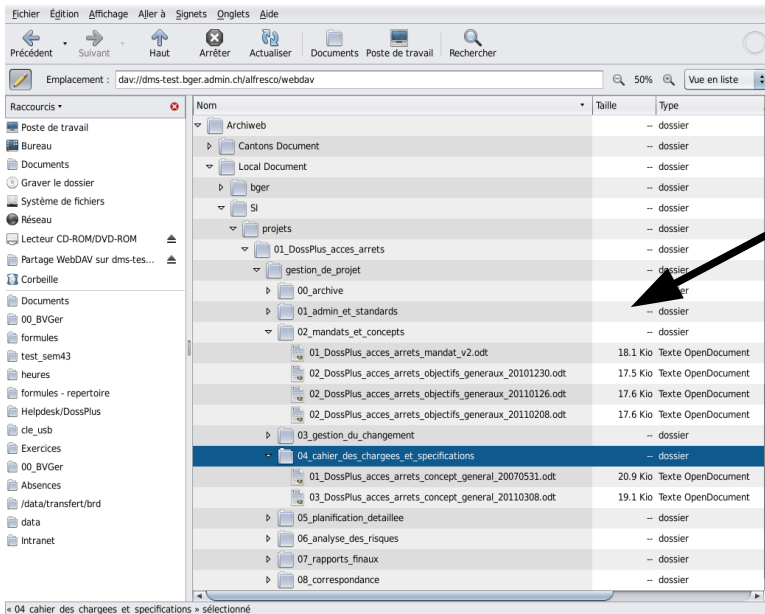 Fichier Édition Affichage Aller à Signets Onglets Aide
Précédent Suivant Haut Arrêter Actualiser Documents Poste de travail Rechercher
Emplacement : dav://dms-test.bger.admin.ch/alfresco/webdav 50% Vue en liste
Raccourcis
Poste de travail
Bureau
Documents
Graver le dossier
Système de fichiers
Réseau
Lecteur CD-ROM/DVD-ROM
Partage WebDAV sur dms-tes...
Corbeille
Documents
00_BVGer
formules
test_sem43
heures
formules - repertoire
Helpdesk/DossPlus
cle_usb
Exercices
00_BVGer
Absences
/data/transfert/brd
data
Intranet
Nom Taille Type
Archiweb -- dossier
Cantons Document -- dossier
Local Document -- dossier
bger -- dossier
SI -- dossier
projets -- dossier
01_DossPlus_acces_arrets -- dossier
gestion_de_projet -- dossier
00_archive dossier
01_admin_et_standards -- dossier
02_mandats_et_concepts -- dossier
01_DossPlus_acces_arrets_mandat_v2.odt 18.1 Kio Texte OpenDocument
02_DossPlus_acces_arrets_objectifs_generaux_20101230.odt 17.5 Kio Texte OpenDocument
02_DossPlus_acces_arrets_objectifs_generaux_20110126.odt 17.6 Kio Texte OpenDocument
02_DossPlus_acces_arrets_objectifs_generaux_20110208.odt 17.6 Kio Texte OpenDocument
03_gestion_du_changement -- dossier
04_cahier_des_chargees_et_specifications -- dossier
01_DossPlus_acces_arrets_concept_general_20070531.odt 20.9 Kio Texte OpenDocument
03_DossPlus_acces_arrets_concept_general_20110308.odt 19.1 Kio Texte OpenDocument
05_planification_detaillee -- dossier
06_analyse_des_risques -- dossier
07_rapports_finaux -- dossier
08_correspondance -- dossier
« 04_cahier_des_chargees_et_specifications » sélectionné